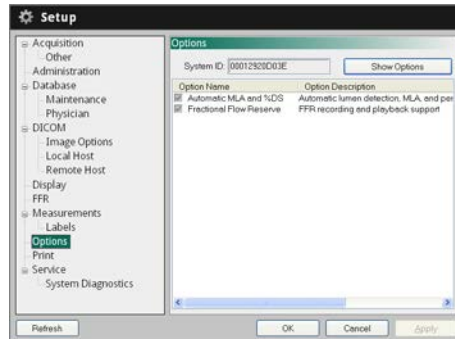 Setup
Acquisition
Other
Administration
Database
Maintenance
Physician
DICOM
Image Options
Local Host
Remote Host
Display
FFR
Measurements
Labels
Options
Print
Service
System Diagnostics
Options
System ID: 00012920D03E Show Options
Option Name Option Description
Automatic MLA and %DS Automatic lumen detection, MLA, and per
Fractional Flow Reserve FFR recording and playback support
Refresh OK Cancel Apply